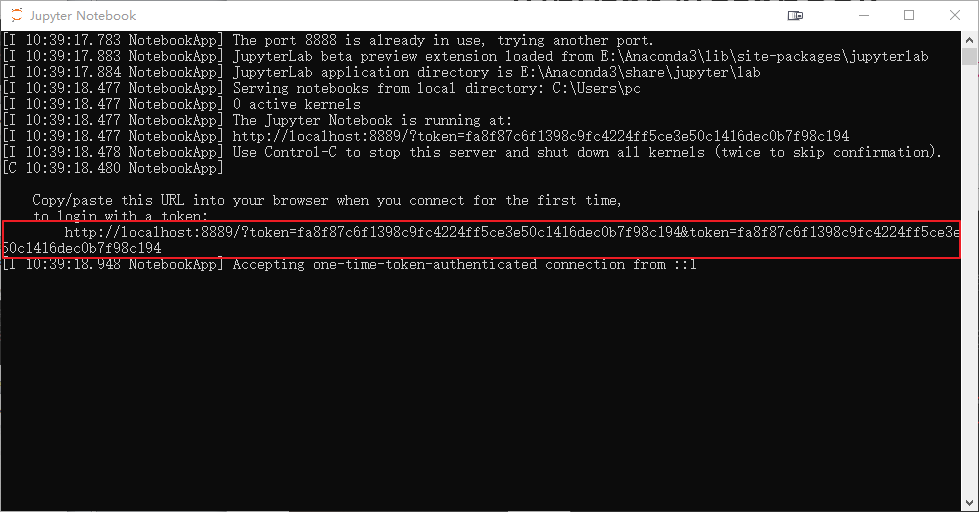 Jupyter Notebook
[I 10:39:17.783 NotebookApp] The port 8888 is already in use, trying another port.
[I 10:39:17.883 NotebookApp] JupyterLab beta preview extension loaded from E:\Anaconda3\lib\site-packages\jupyterlab
[I 10:39:17.884 NotebookApp] JupyterLab application directory is E:\Anaconda3\share\jupyter\lab
[I 10:39:18.477 NotebookApp] Serving notebooks from local directory: C:\Users\pc
[I 10:39:18.477 NotebookApp] 0 active kernels
[I 10:39:18.477 NotebookApp] The Jupyter Notebook is running at:
[I 10:39:18.477 NotebookApp] http://localhost:8889/?token=fa8f87c6f1398c9fc4224ff5ce3e50c1416dec0b7f98c194
[I 10:39:18.478 NotebookApp] Use Control-C to stop this server and shut down all kernels (twice to skip confirmation).
[C 10:39:18.480 NotebookApp]
Copy/paste this URL into your browser when you connect for the first time,
to login with a token:
http://localhost:8889/?token=fa8f87c6f1398c9fc4224ff5ce3e50c1416dec0b7f98c194&token=fa8f87c6f1398c9fc4224ff5ce3e
50c1416dec0b7f98c194
[I 10:39:18.948 NotebookApp] Accepting one-time-token-authenticated connection from ::1